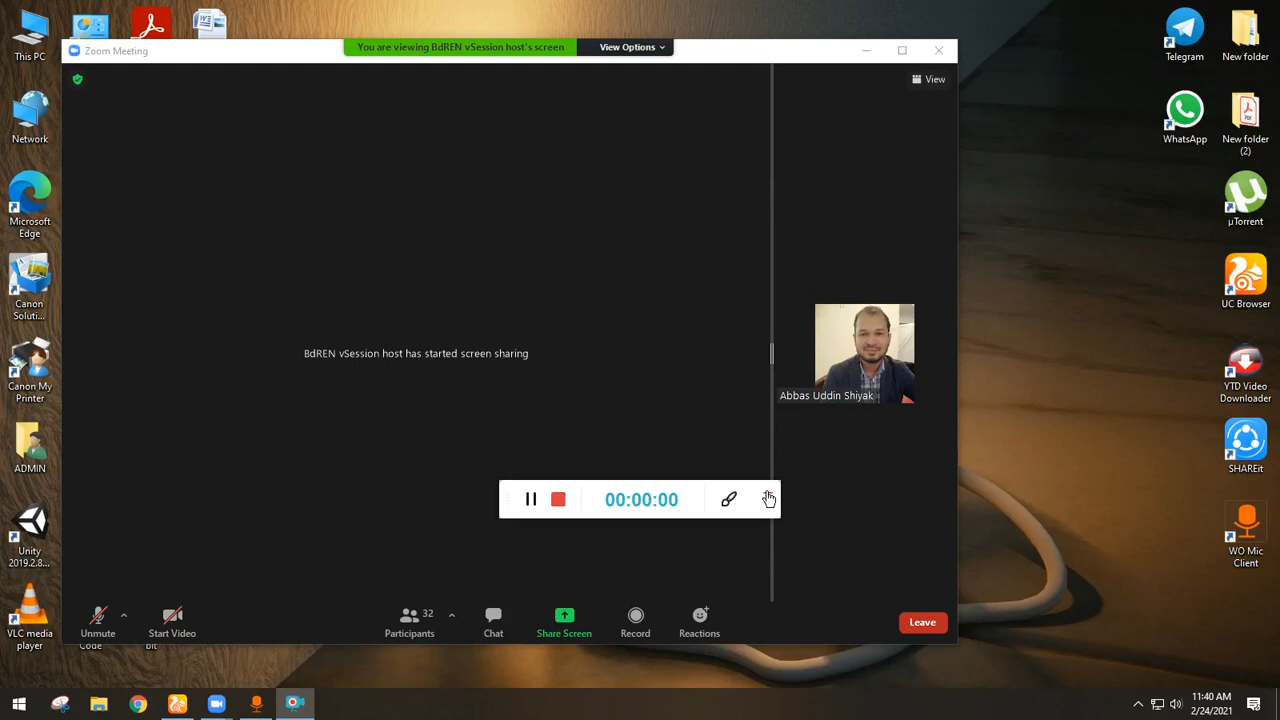 This PC
Network
Microsoft
Edge
Canon
Soluti...
Canon My
Printer
ADMIN
Unity
2019.2.8...
VLC media
player
Zoom Meeting
You are viewing BdREN vSession host's screen
View Options
View
BdREN vSession host has started screen sharing
Abbas Uddin Shiyak
00:00:00
Unmute
Start Video
Participants
32
Chat
Share Screen
Record
Reactions
Leave
Code
bit
Telegram
New folder
WhatsApp
New folder
(2)
µTorrent
UC Browser
YTD Video
Downloader
SHAREit
WO Mic
Client
11:40 AM
2/24/2021